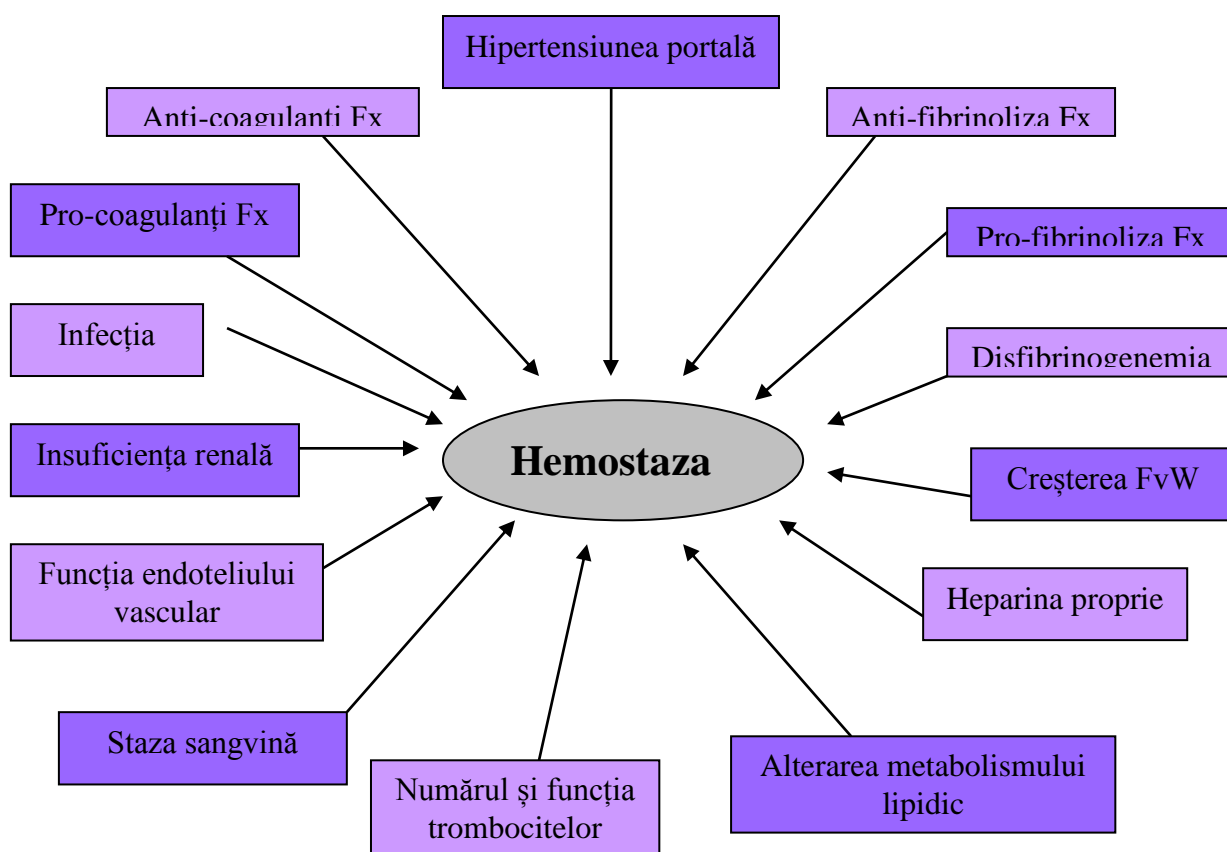 Hipertensiunea portală
Anti-coagulanți Fx
Anti-fibrinoliza Fx
Pro-coagulanți Fx
Pro-fibrinoliza Fx
Infecția
Disfibrinogenemia
Insuficiența renală
Hemostaza
Creșterea FvW
Funcția endoteliului
vascular
Heparina proprie
Staza sangvină
Numărul și funcția
trombocitelor
Alterarea metabolismului
lipidic